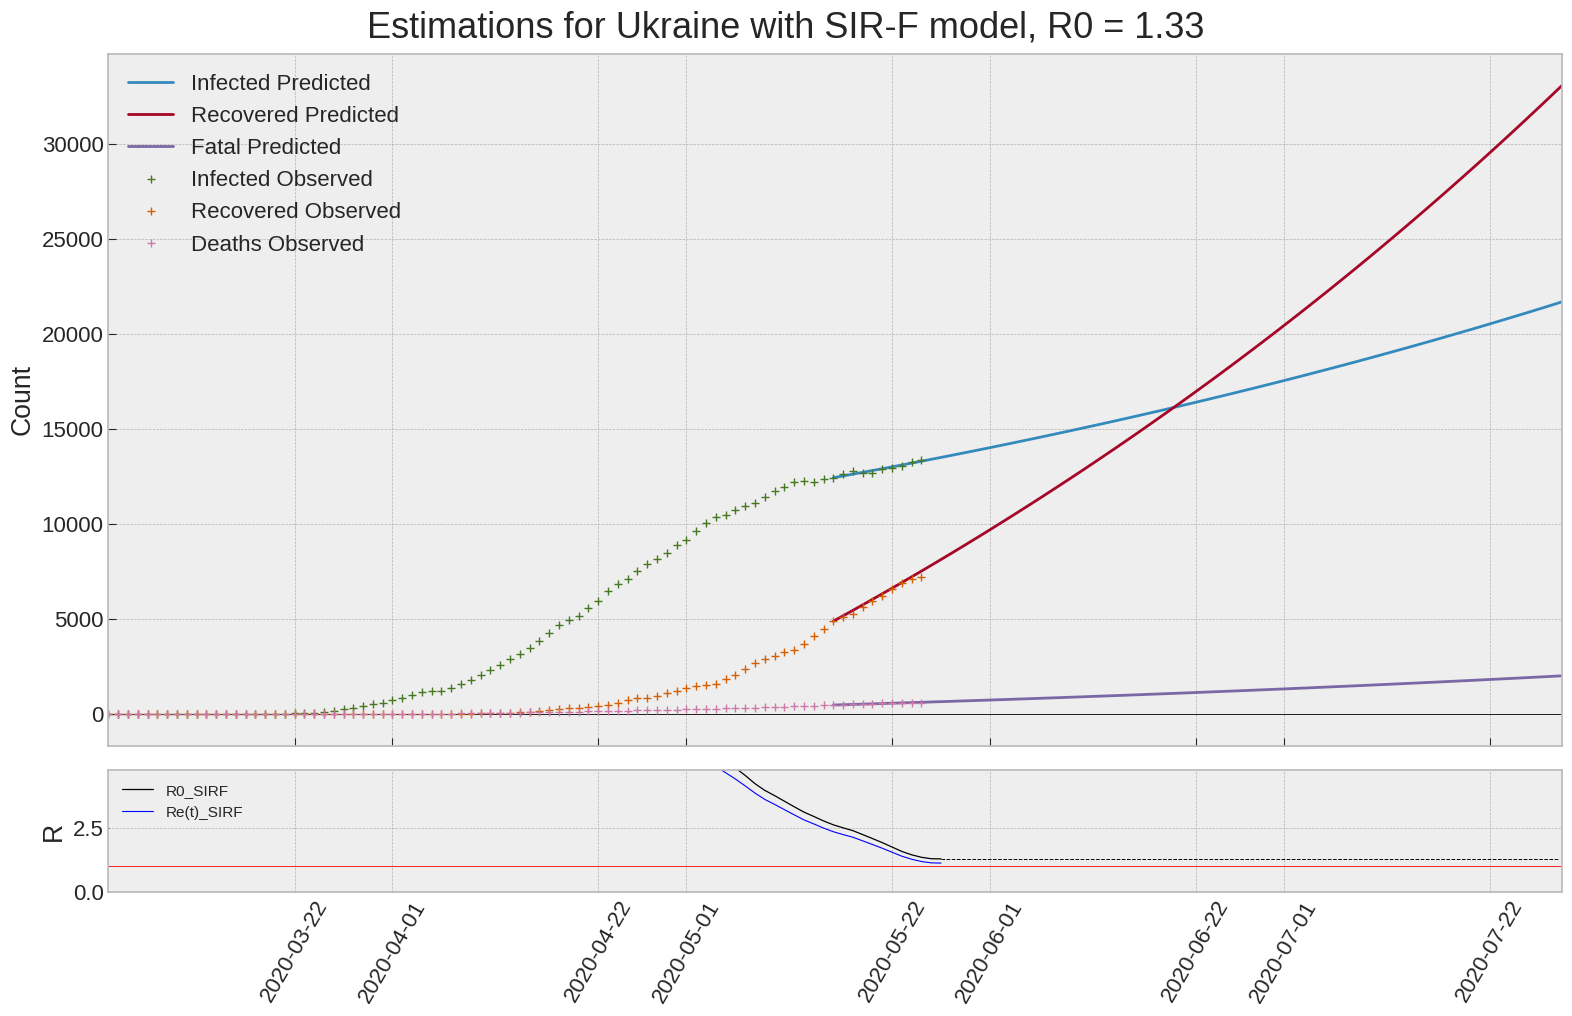 Estimations for Ukraine with SIR-F model, R0 = 1.33
Infected Predicted
Recovered Predicted
Fatal Predicted
Infected Observed
Recovered Observed
Deaths Observed
Count
30000
25000
20000
15000
10000
5000
0
R0_SIRF
Re(t)_SIRF
R
2.5
0.0
2020-03-22
2020-04-01
2020-04-22
2020-05-01
2020-05-22
2020-06-01
2020-06-22
2020-07-01
2020-07-22